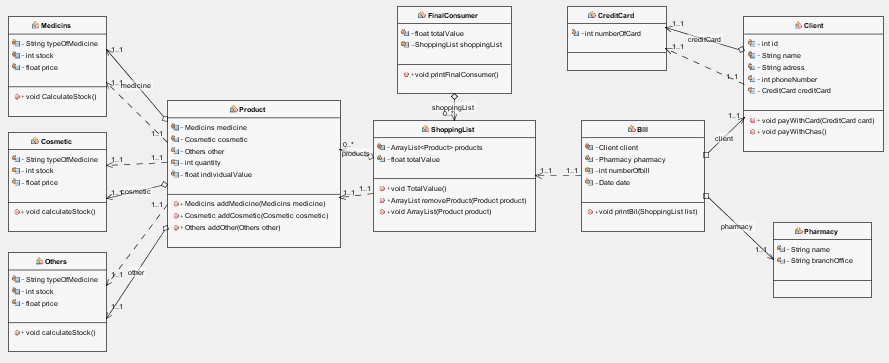 Medicins
- String typeOfMedicine
- int stock
- float price
+ void CalculateStock()
Cosmetic
- String typeOfMedicine
- int stock
- float price
+ void calculateStock()
Others
- String typeOfMedicine
- int stock
- float price
+ void calculateStock()
1..1
1..1
medicine
1..1
1..1
1..1
1..1
cosmetic
1..1
1..1
other
1..1
Product
- Medicins medicine
- Cosmetic cosmetic
- Others other
- int quantity
- float individualValue
+ Medicins addMedicine(Medicins medicine)
+ Cosmetic addCosmetic(Cosmetic cosmetic)
+ Others addOther(Others other)
0..*
products
1..1
1..1
FinalConsumer
- float totalValue
- ShoppingList shoppingList
+ void printFinalConsumer()
shoppingList
0..*
ShoppingList
- ArrayList<Product> products
- float totalValue
+ void TotalValue()
+ ArrayList removeProduct(Product product)
+ void ArrayList(Product product)
1..1
1..1
CreditCard
- int numberOfCard
1..1
creditCard
1..1
1..1
Bill
- Client client
- Pharmacy pharmacy
- int numberOfbill
- Date date
+ void printBil(ShoppingList list)
1..1
client
pharmacy
1..1
Client
- int id
- String name
- String adress
- int phoneNumber
- CreditCard creditCard
+ void payWithCard(CreditCard card)
+ void payWithChas()
Pharmacy
- String name
- String branchOffice